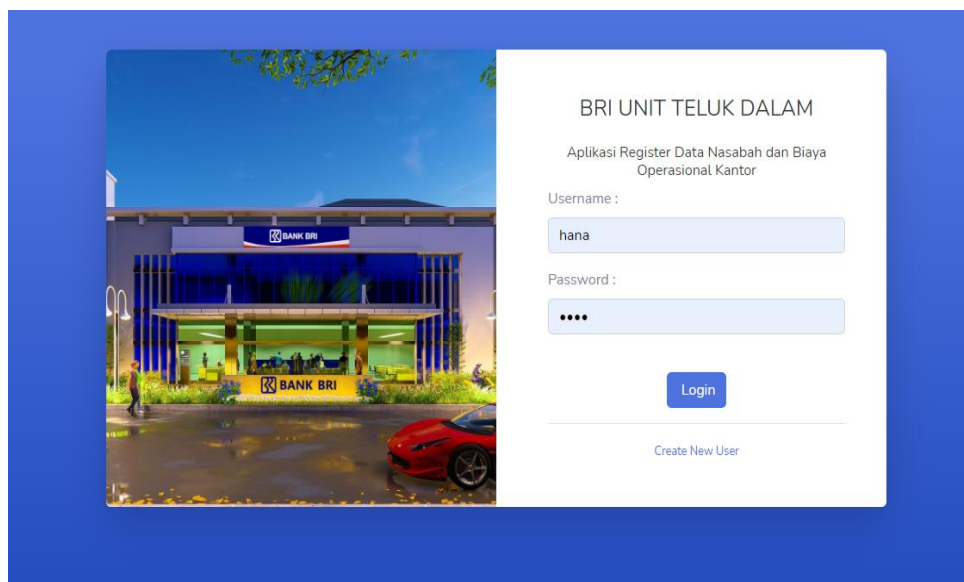 BANK BRI
BANK BRI
BRI UNIT TELUK DALAM
Aplikasi Register Data Nasabah dan Biaya
Operasional Kantor
Username :
hana
Password :
••••
Login
Create New User